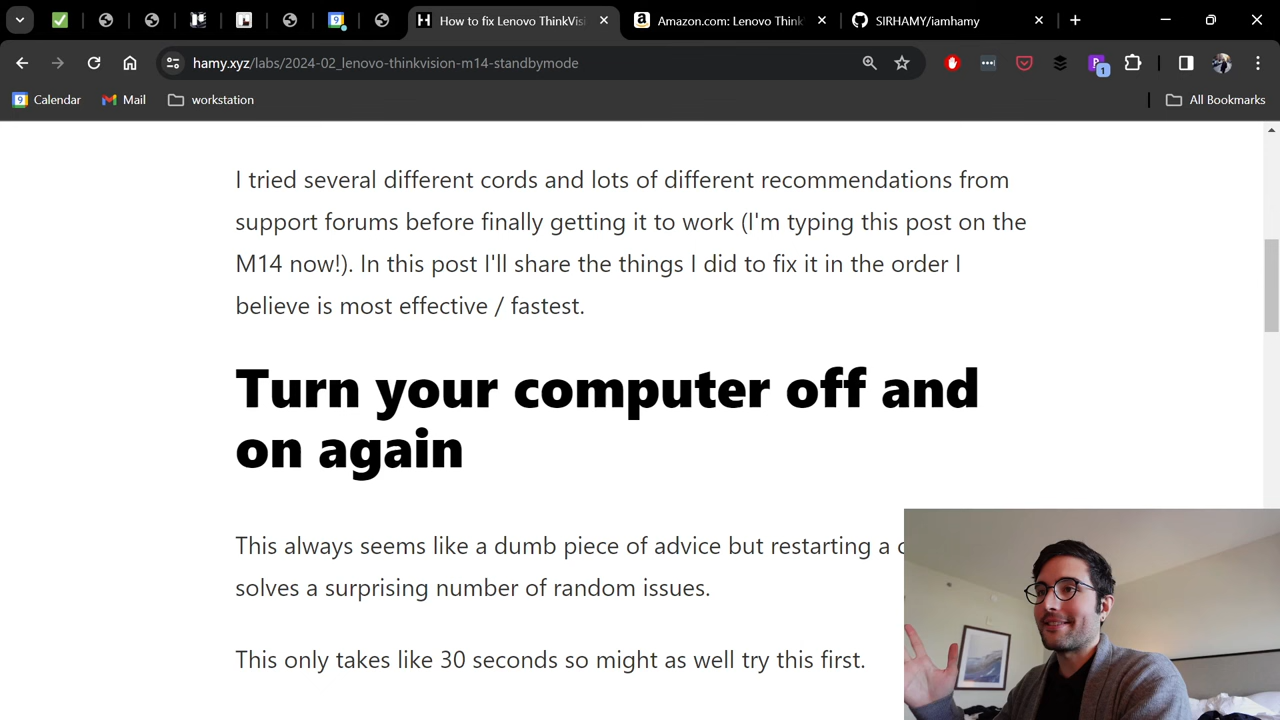 How to fix Lenovo ThinkVis
Amazon.com: Lenovo Think
SIRHAMY/iamhamy
hamy.xyz/labs/2024-02_lenovo-thinkvision-m14-standbymode
1
9 Calendar
Mail
workstation
All Bookmarks
I tried several different cords and lots of different recommendations from
support forums before finally getting it to work (I'm typing this post on the
M14 now!). In this post I'll share the things I did to fix it in the order I
believe is most effective / fastest.
Turn your computer off and
on again
This always seems like a dumb piece of advice but restarting a
solves a surprising number of random issues.
This only takes like 30 seconds so might as well try this first.